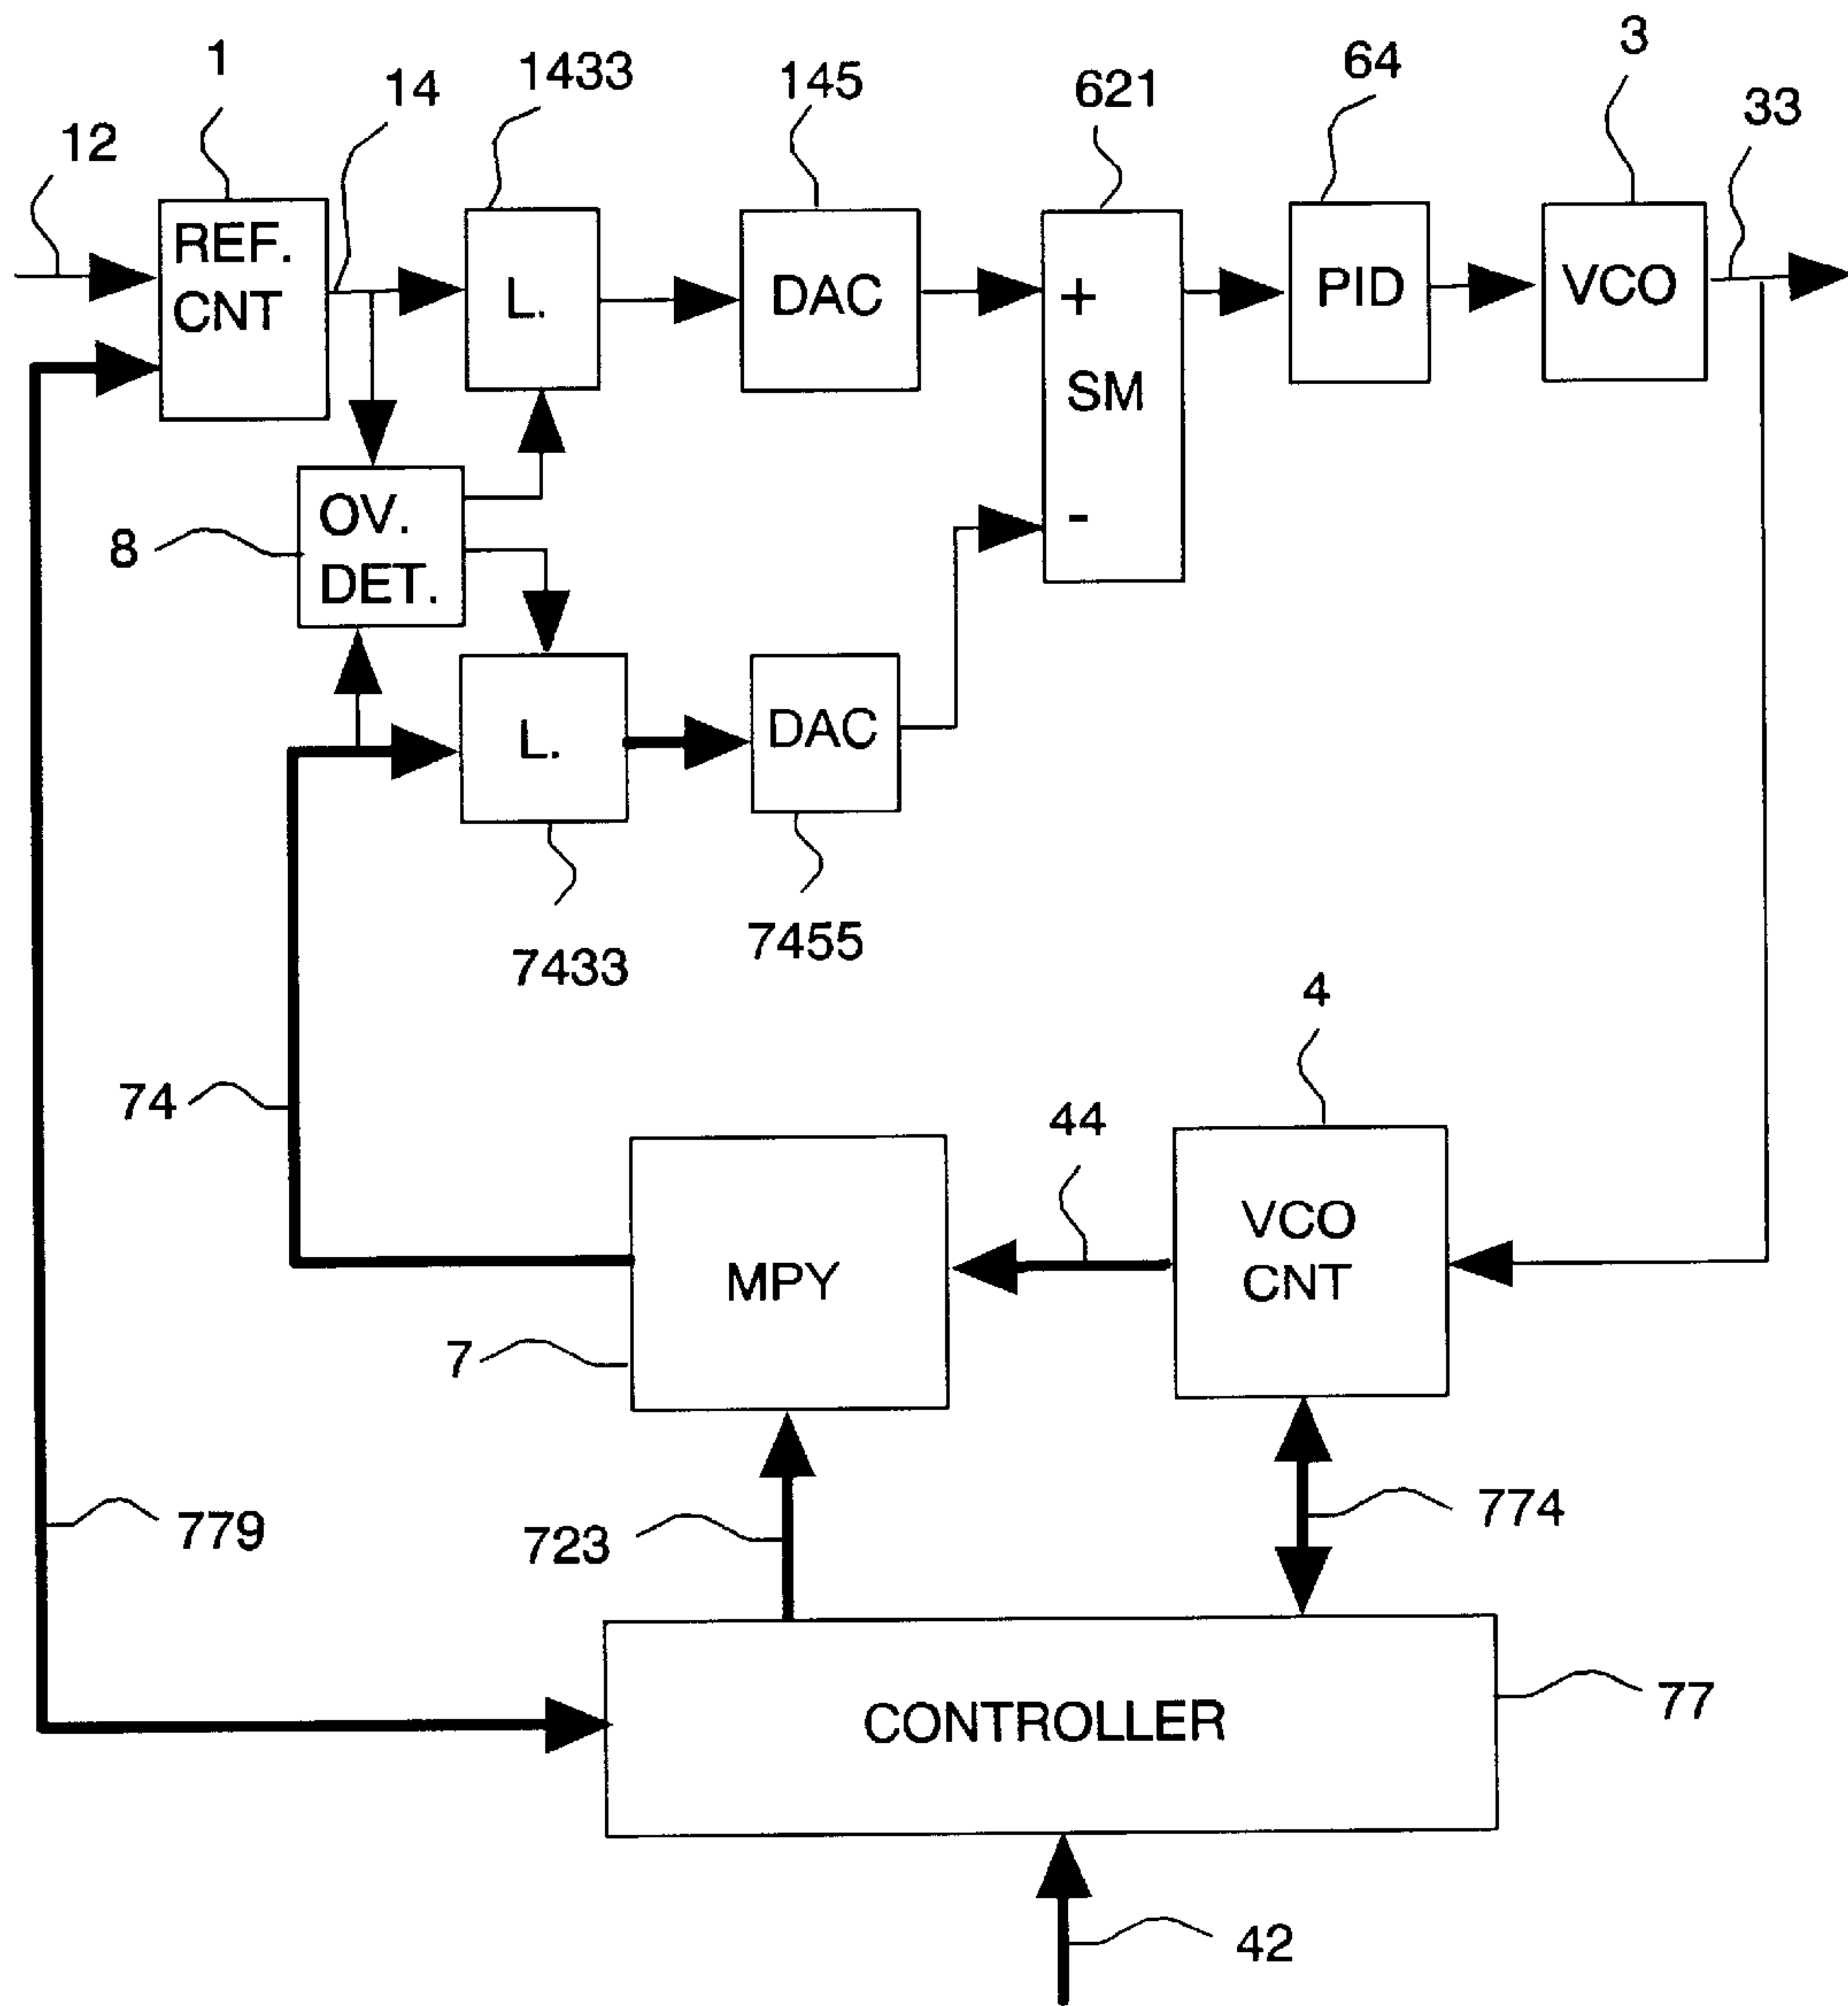 1
14
1433
145
621
64
3
33
12
REF.
CNT
L.
DAC
+
SM
-
PID
VCO
8
OV.
DET.
L.
DAC
7433
7455
74
44
4
MPY
VCO
CNT
7
779
723
774
CONTROLLER
77
42